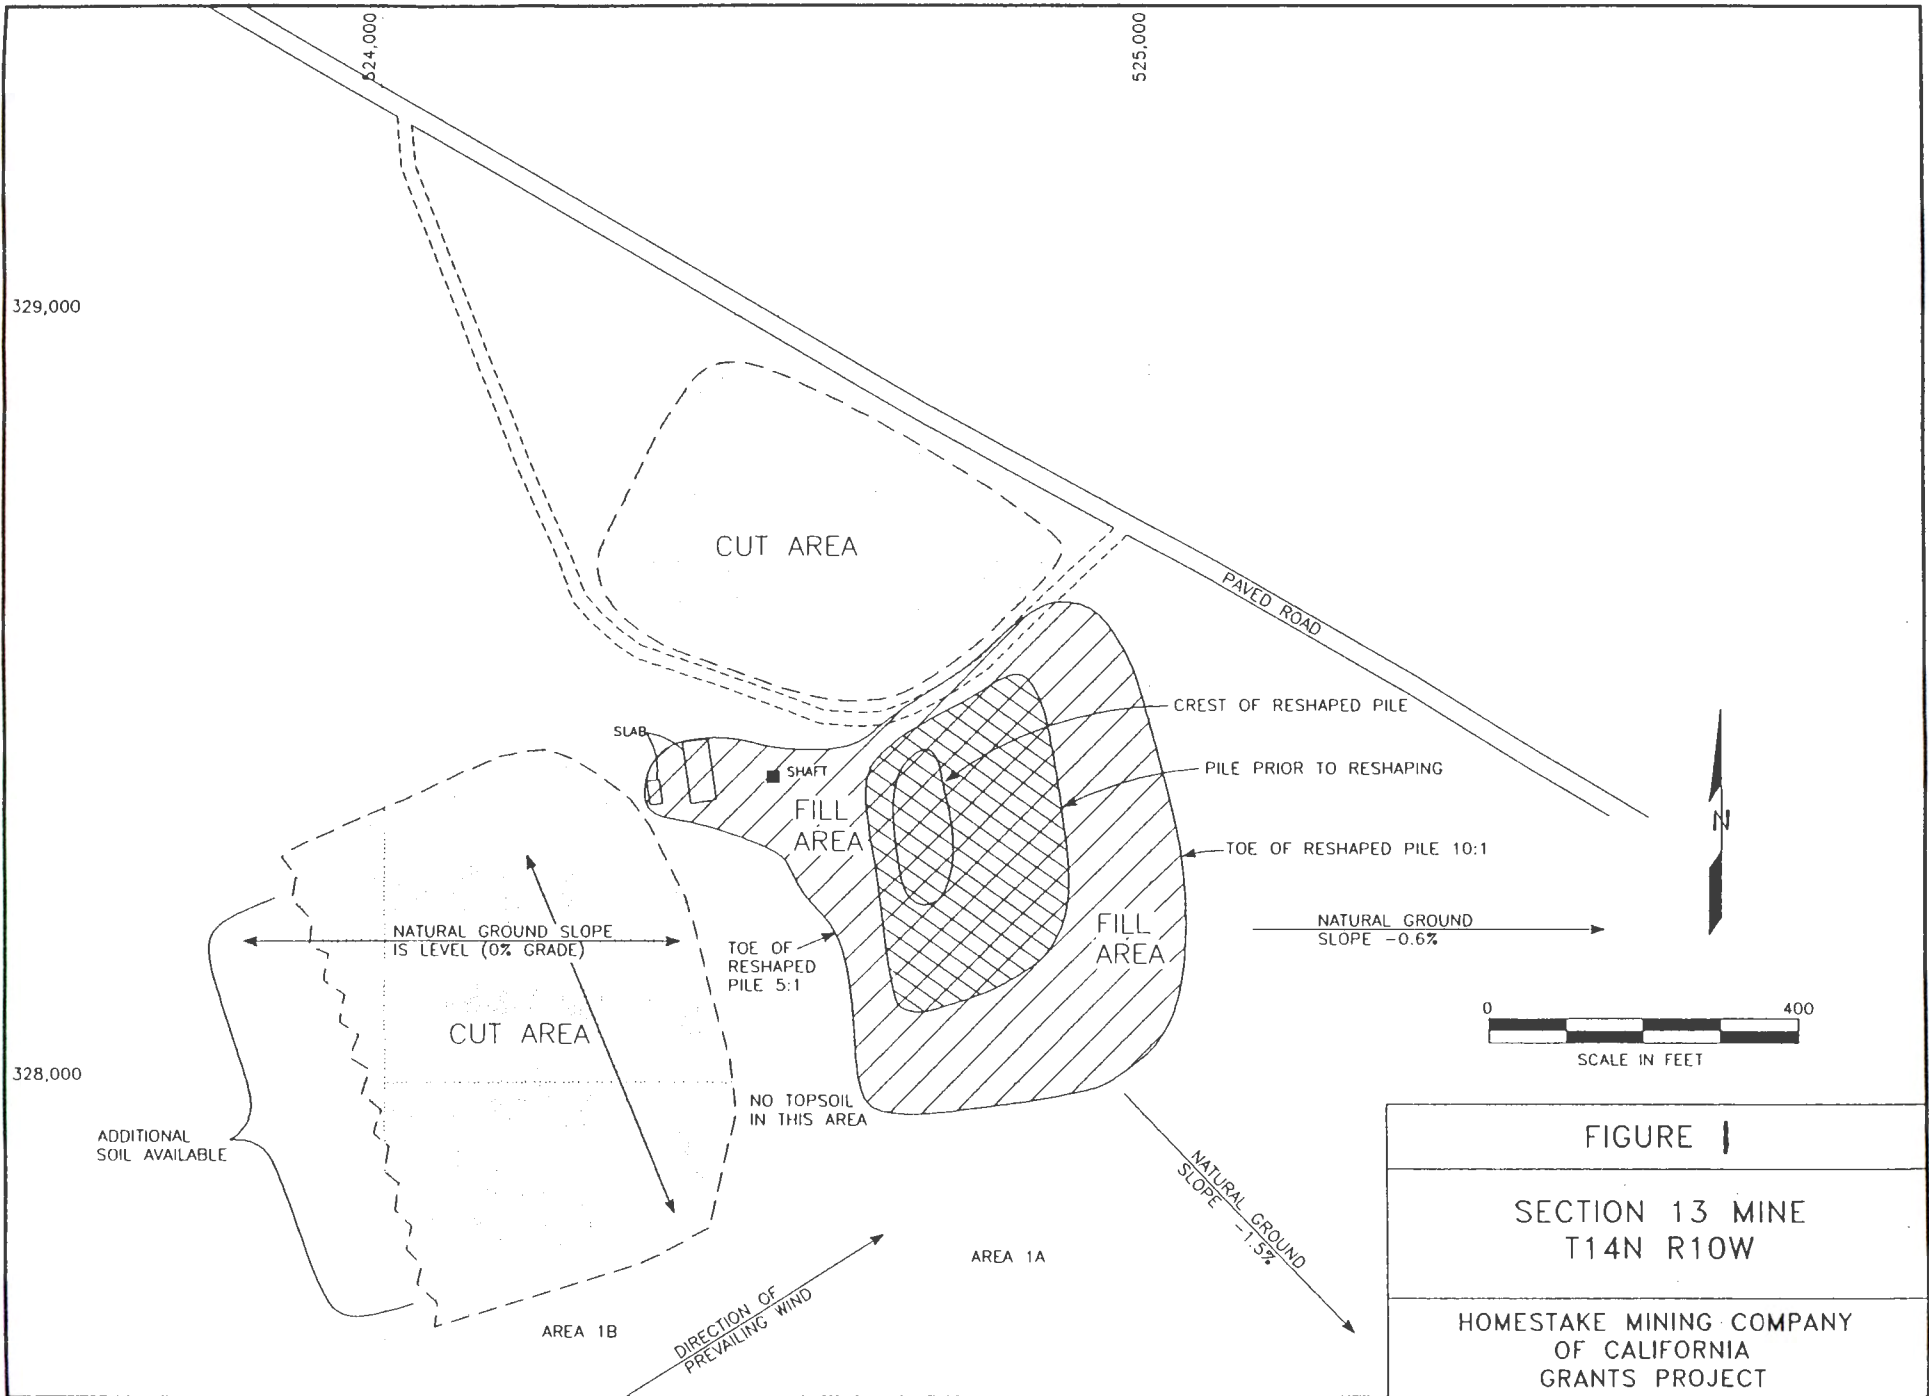 524,000
525,000
329,000
CUT AREA
PAVED ROAD
CREST OF RESHAPED PILE
SLAB
SHAFT
PILE PRIOR TO RESHAPING
FILL
AREA
N
TOE OF RESHAPED PILE 10:1
NATURAL GROUND SLOPE
IS LEVEL (0% GRADE)
TOE OF
RESHAPED
PILE 5:1
FILL
AREA
NATURAL GROUND
SLOPE -0.6%
0 400
SCALE IN FEET
CUT AREA
328,000
NO TOPSOIL
IN THIS AREA
ADDITIONAL
SOIL AVAILABLE
NATURAL GROUND
SLOPE -1.5%
AREA 1A
DIRECTION OF
PREVAILING WIND
AREA 1B
FIGURE 1
SECTION 13 MINE
T14N R10W
HOMESTAKE MINING COMPANY
OF CALIFORNIA
GRANTS PROJECT